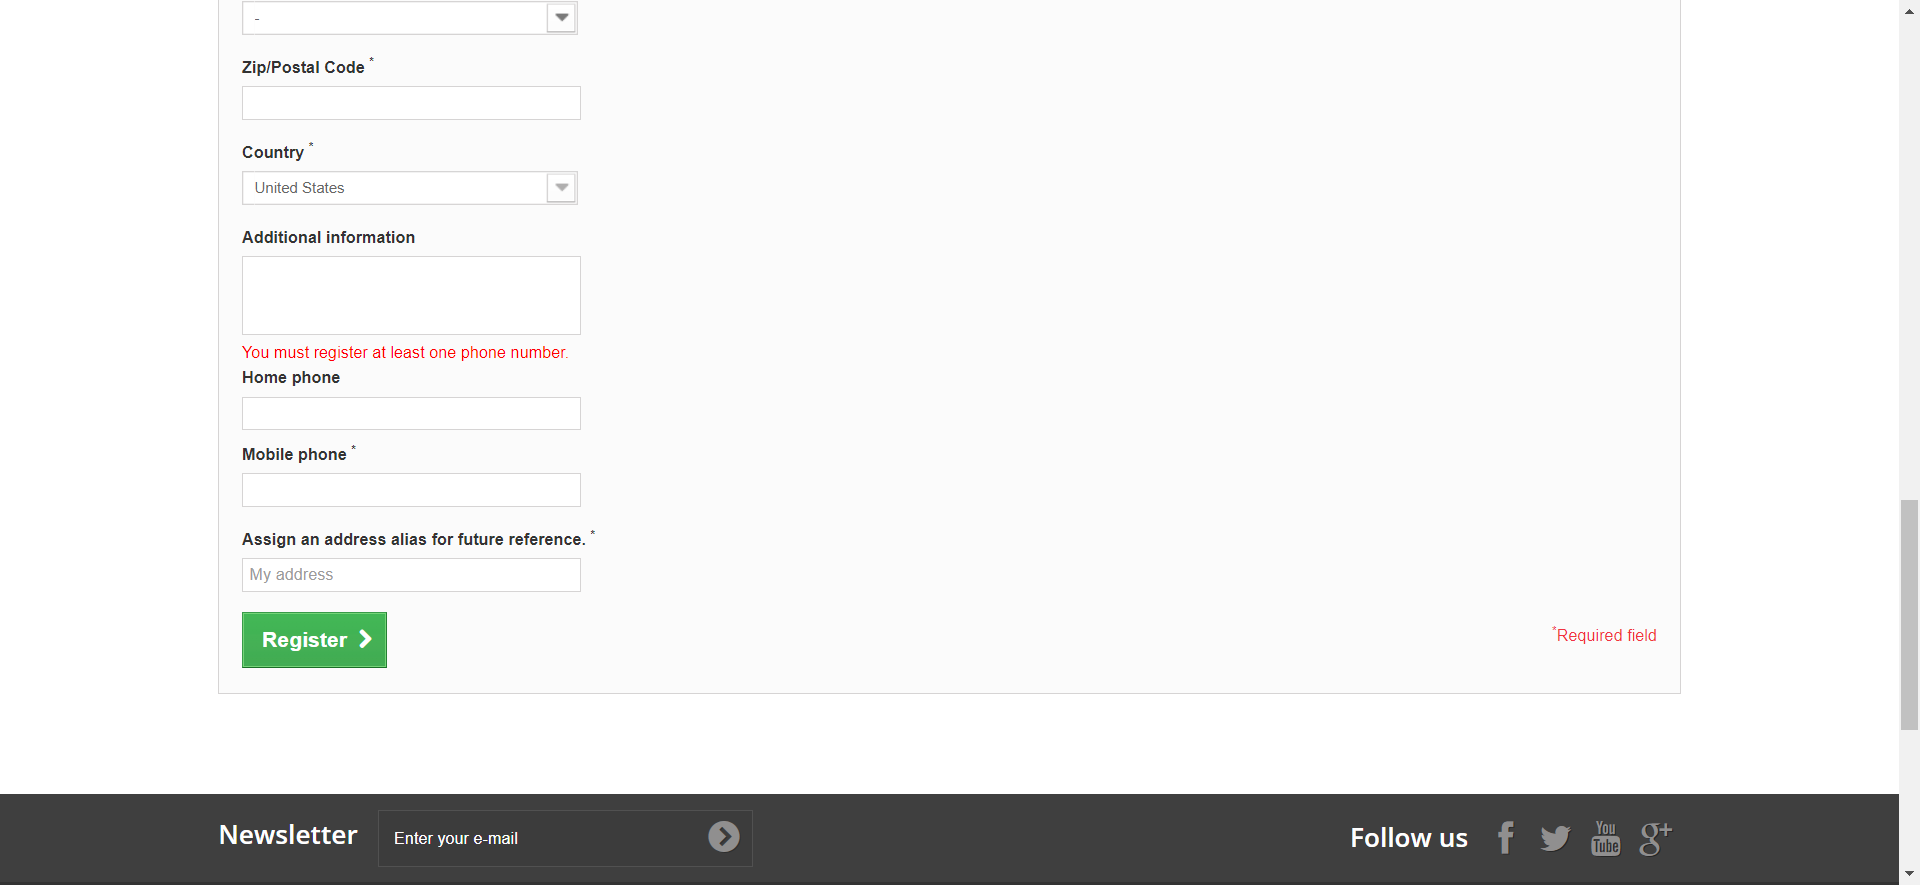 -
Zip/Postal Code *
Country *
United States
Additional information
You must register at least one phone number.
Home phone
Mobile phone *
Assign an address alias for future reference. *
My address
Register
*Required field
Newsletter
Enter your e-mail
Follow us
f
You
Tube
g+